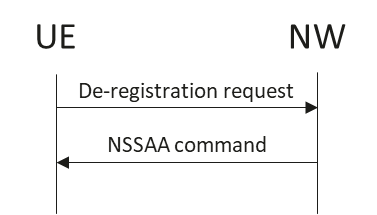 UE NW
De-registration request
NSSAA command